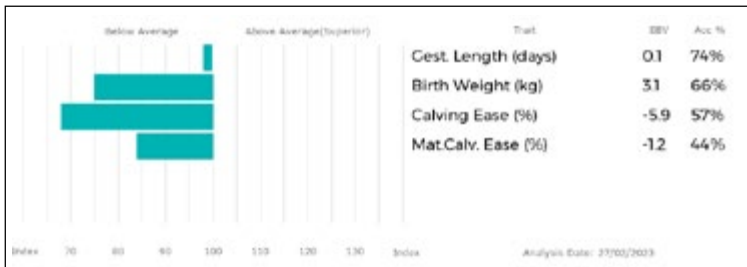 Below Average Above Average(Superior) Trait EBV Acc %
Gest. Length (days) 0.1 74%
Birth Weight (kg) 3.1 66%
Calving Ease (%) -5.9 57%
Mat.Calv. Ease (%) -1.2 44%
Index 70 80 90 100 110 120 130 Index Analysis Date: 27/02/2023